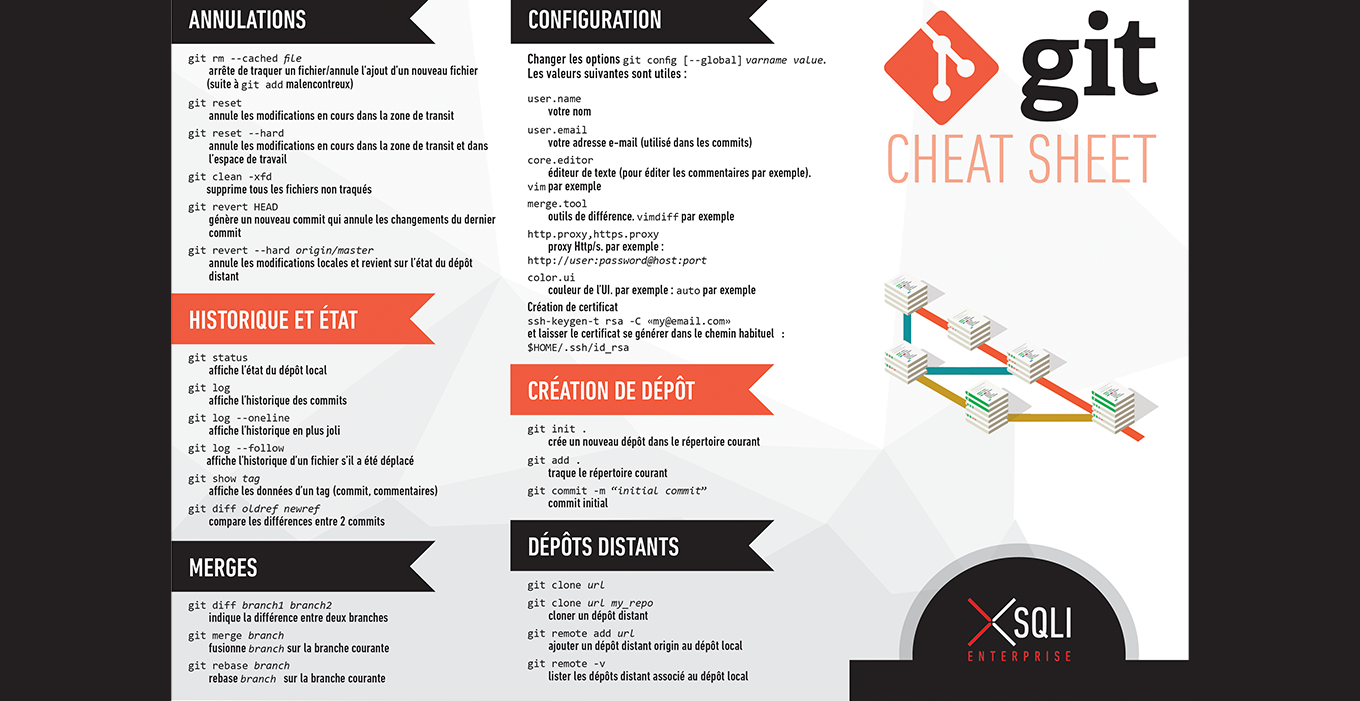 ANNULATIONS
git rm --cached file
arrête de traquer un fichier/annule l'ajout d'un nouveau fichier
(suite à git add malencontreux)
git reset
annule les modifications en cours dans la zone de transit
git reset --hard
annule les modifications en cours dans la zone de transit et dans
l'espace de travail
git clean -xfd
supprime tous les fichiers non traqués
git revert HEAD
génère un nouveau commit qui annule les changements du dernier
commit
git revert --hard origin/master
annule les modifications locales et revient sur l'état du dépôt
distant
HISTORIQUE ET ÉTAT
git status
affiche l'état du dépôt local
git log
affiche l'historique des commits
git log --oneline
affiche l'historique en plus joli
git log --follow
affiche l'historique d'un fichier s'il a été déplacé
git show tag
affiche les données d'un tag (commit, commentaires)
git diff oldref newref
compare les différences entre 2 commits
MERGES
git diff branch1 branch2
indique la différence entre deux branches
git merge branch
fusionne branch sur la branche courante
git rebase branch
rebase branch sur la branche courante
CONFIGURATION
Changer les options git config [--global] varname value.
Les valeurs suivantes sont utiles :
user.name
votre nom
user.email
votre adresse e-mail (utilisé dans les commits)
core.editor
éditeur de texte (pour éditer les commentaires par exemple).
vim par exemple
merge.tool
outils de différence. vimdiff par exemple
http.proxy,https.proxy
proxy Http/s. par exemple :
http://user:password@host:port
color.ui
couleur de l'UI. par exemple : auto par exemple
Création de certificat
ssh-keygen-t rsa -C «my@email.com»
et laisser le certificat se générer dans le chemin habituel :
$HOME/.ssh/id_rsa
CRÉATION DE DÉPÔT
git init .
crée un nouveau dépôt dans le répertoire courant
git add .
traque le répertoire courant
git commit -m “initial commit”
commit initial
DÉPÔTS DISTANTS
git clone url
git clone url my_repo
cloner un dépôt distant
git remote add url
ajouter un dépôt distant origin au dépôt local
git remote -v
lister les dépôts distant associé au dépôt local
git
CHEAT SHEET
SQLI
ENTERPRISE